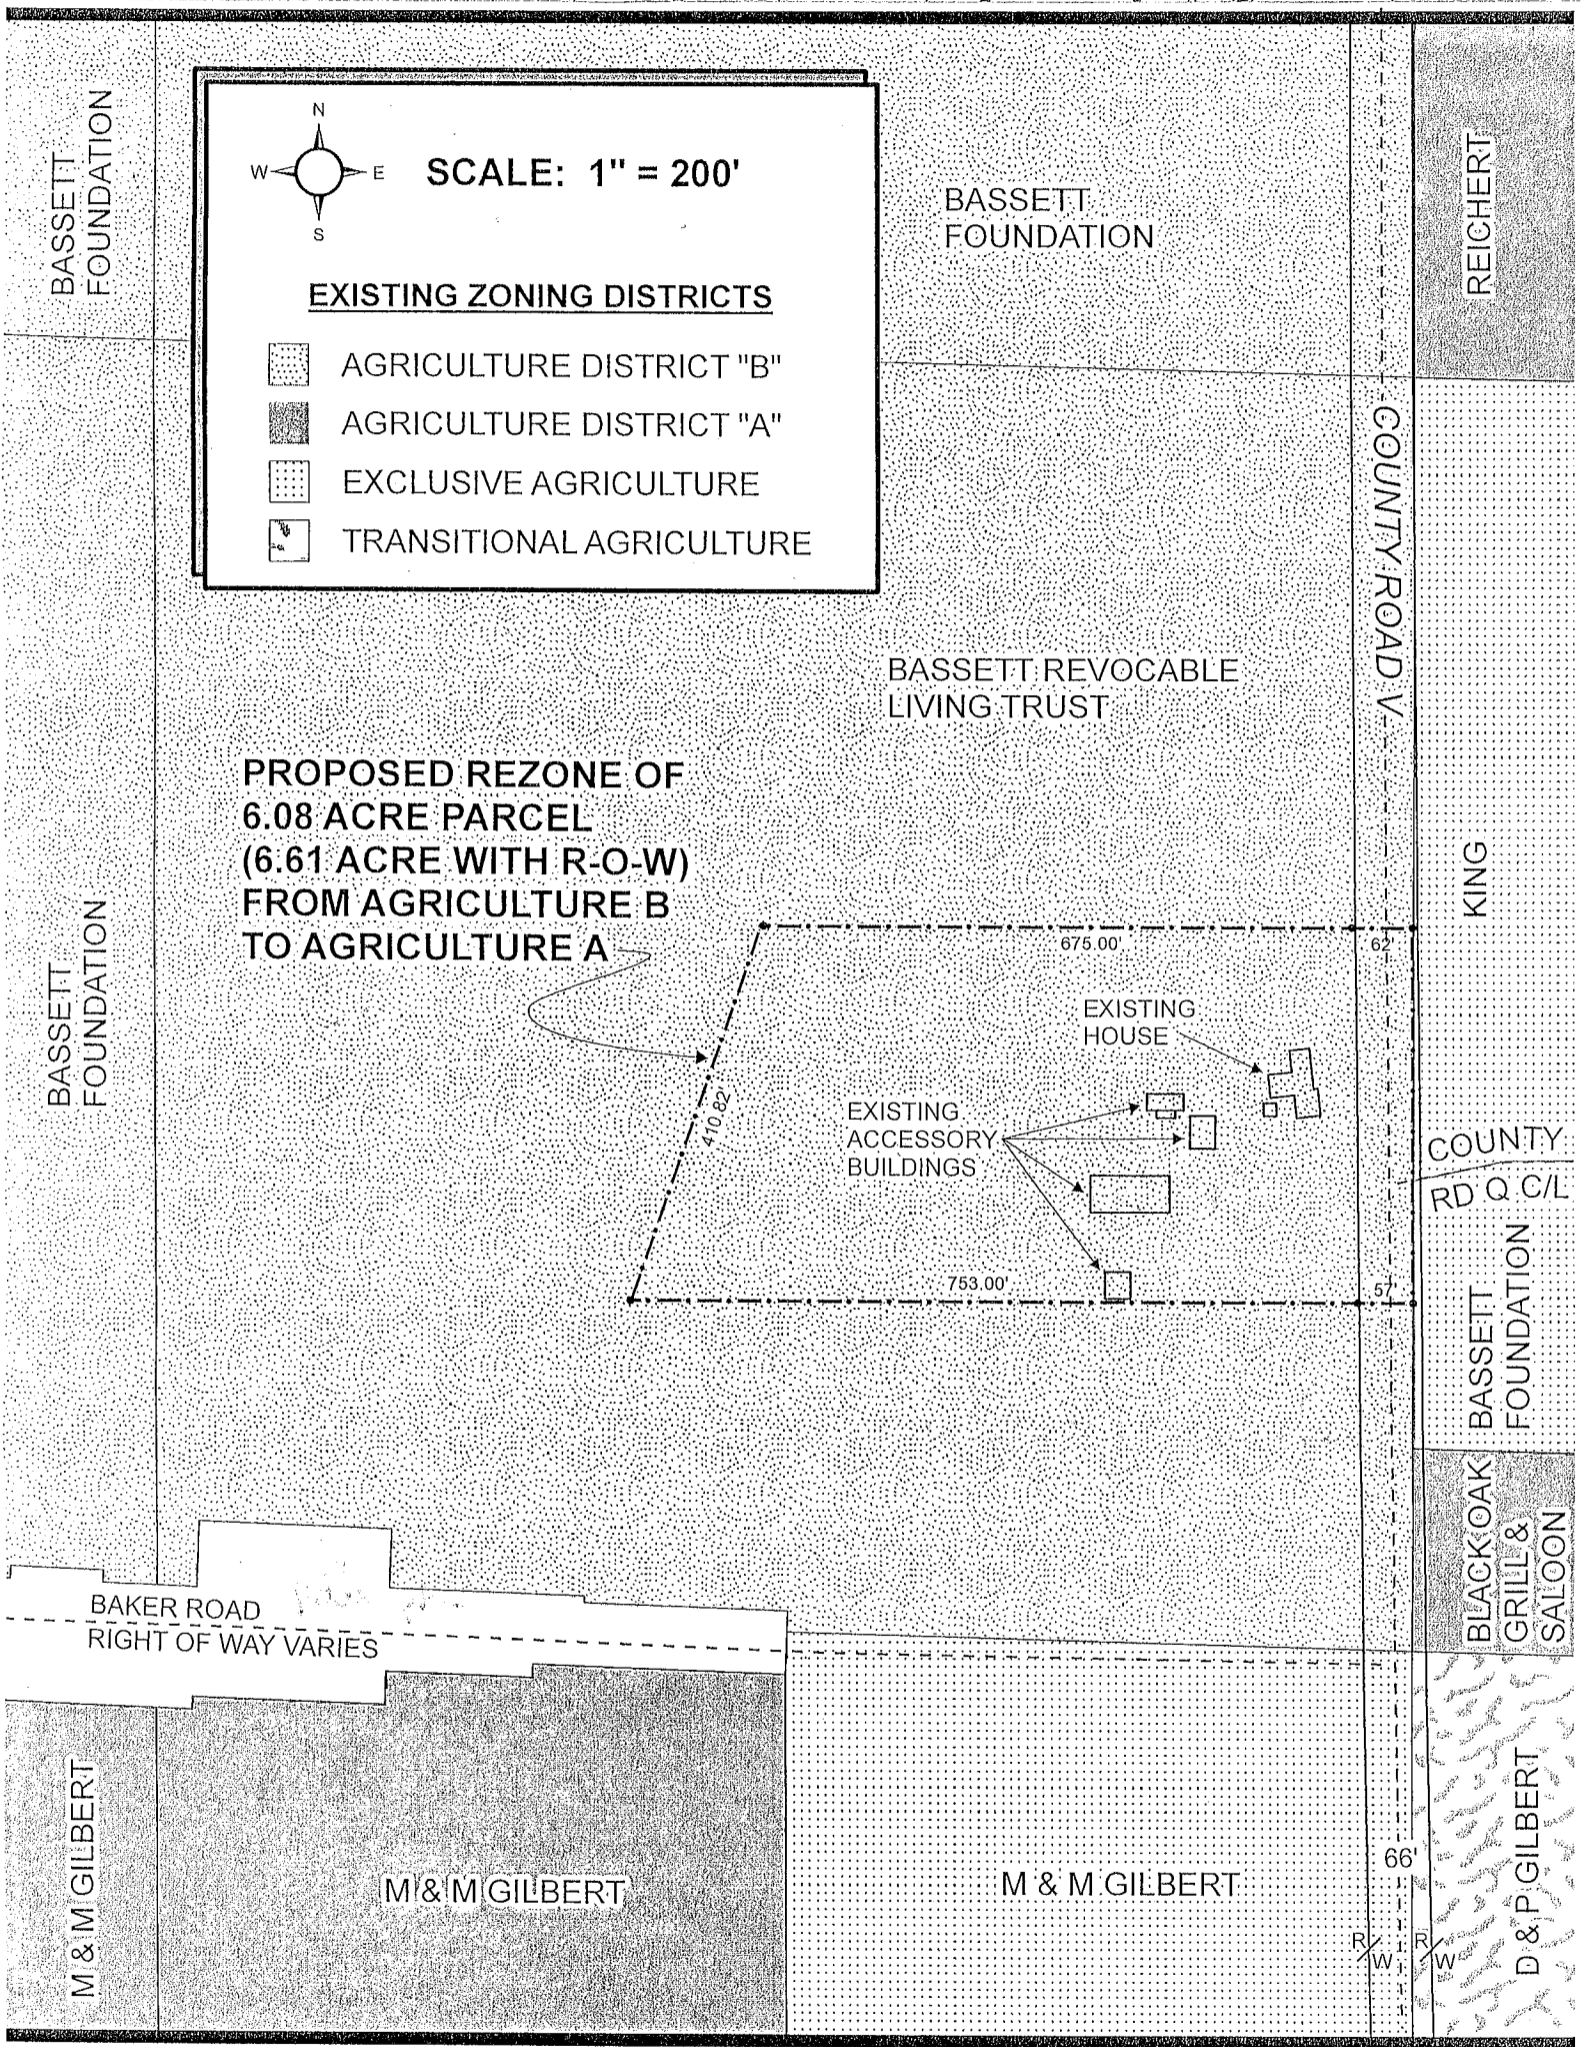 BASSETT
FOUNDATION
N
W
E
S
SCALE: 1" = 200'
EXISTING ZONING DISTRICTS
AGRICULTURE DISTRICT "B"
AGRICULTURE DISTRICT "A"
EXCLUSIVE AGRICULTURE
TRANSITIONAL AGRICULTURE
BASSETT
FOUNDATION
REICHERT
COUNTY ROAD V
BASSETT REVOCABLE
LIVING TRUST
PROPOSED REZONE OF
6.08 ACRE PARCEL
(6.61 ACRE WITH R-O-W)
FROM AGRICULTURE B
TO AGRICULTURE A
KING
BASSETT
FOUNDATION
675.00'
62'
EXISTING
HOUSE
410.82'
EXISTING
ACCESSORY
BUILDINGS
COUNTY
RD Q C/L
753.00'
57'
BASSETT
FOUNDATION
BLACK OAK
GRILL &
SALOON
BAKER ROAD
RIGHT OF WAY VARIES
M & M GILBERT
M & M GILBERT
M & M GILBERT
66'
D & P GILBERT
R
W
R
W